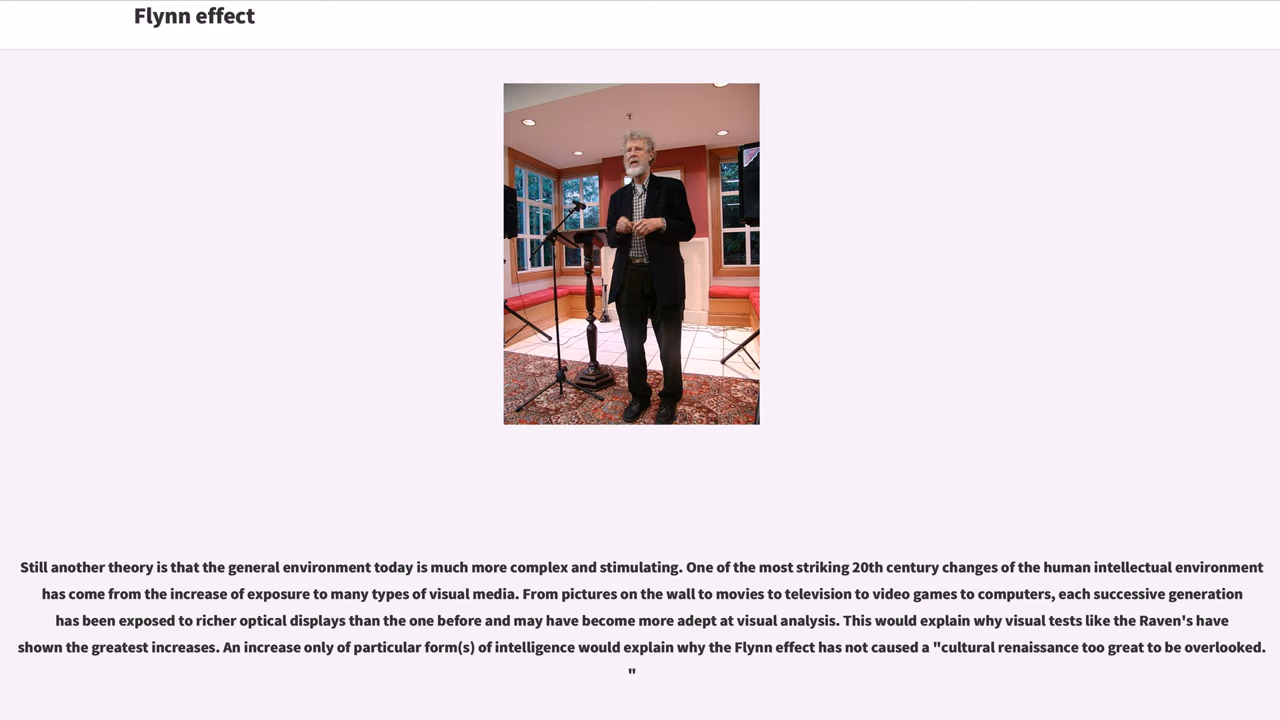 Flynn effect
Still another theory is that the general environment today is much more complex and stimulating. One of the most striking 20th century changes of the human intellectual environment
has come from the increase of exposure to many types of visual media. From pictures on the wall to movies to television to video games to computers, each successive generation
has been exposed to richer optical displays than the one before and may have become more adept at visual analysis. This would explain why visual tests like the Raven's have
shown the greatest increases. An increase only of particular form(s) of intelligence would explain why the Flynn effect has not caused a "cultural renaissance too great to be overlooked.
"